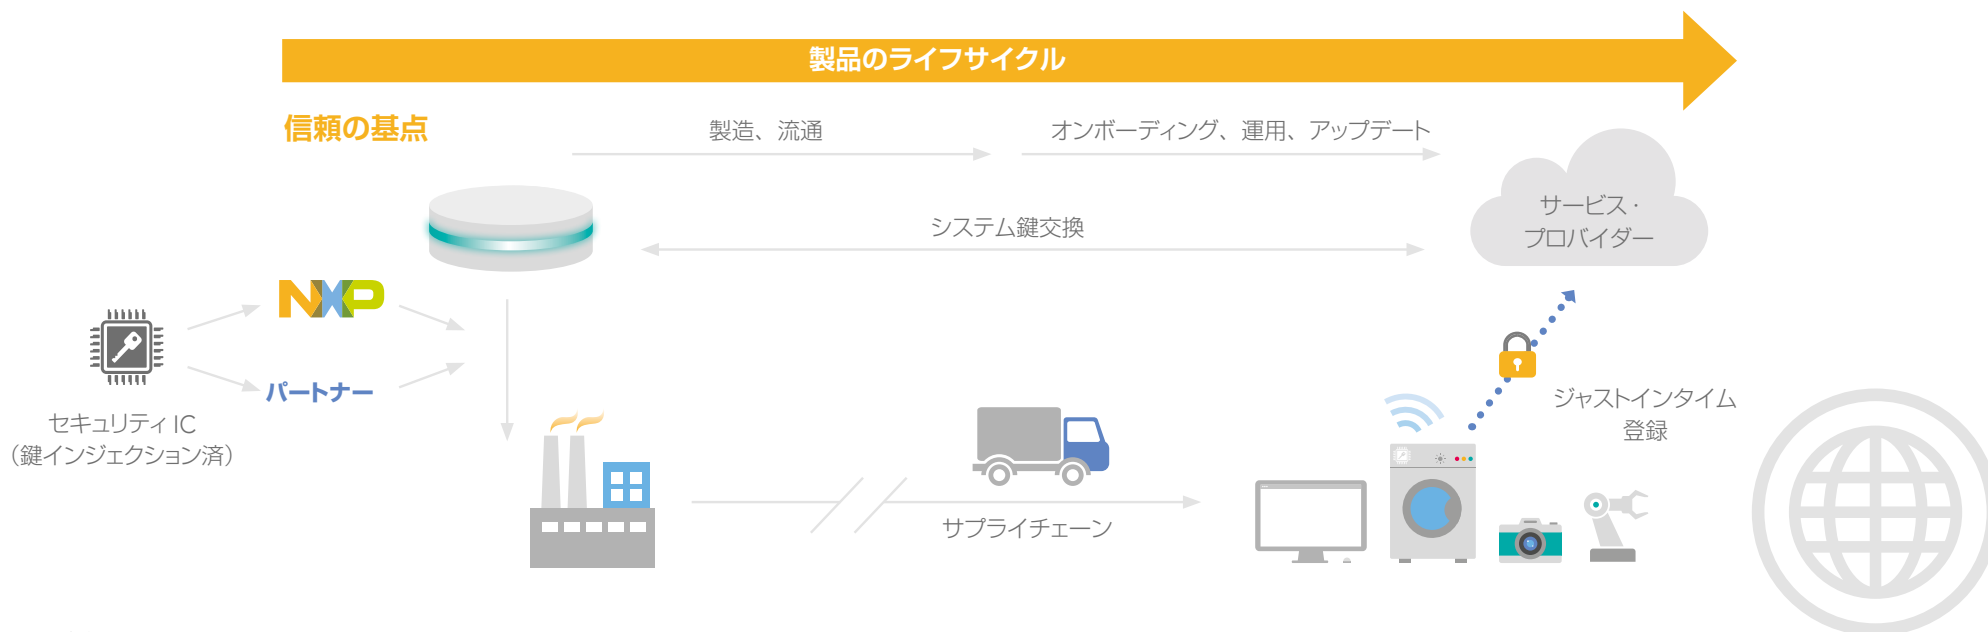 製品のライフサイクル
信頼の基点
製造、流通
オンボーディング、運用、アップデート
サービス・
プロバイダー
システム鍵交換
NXP
パートナー
セキュリティ IC
（鍵インジェクション済）
ジャストインタイム
登録
サプライチェーン